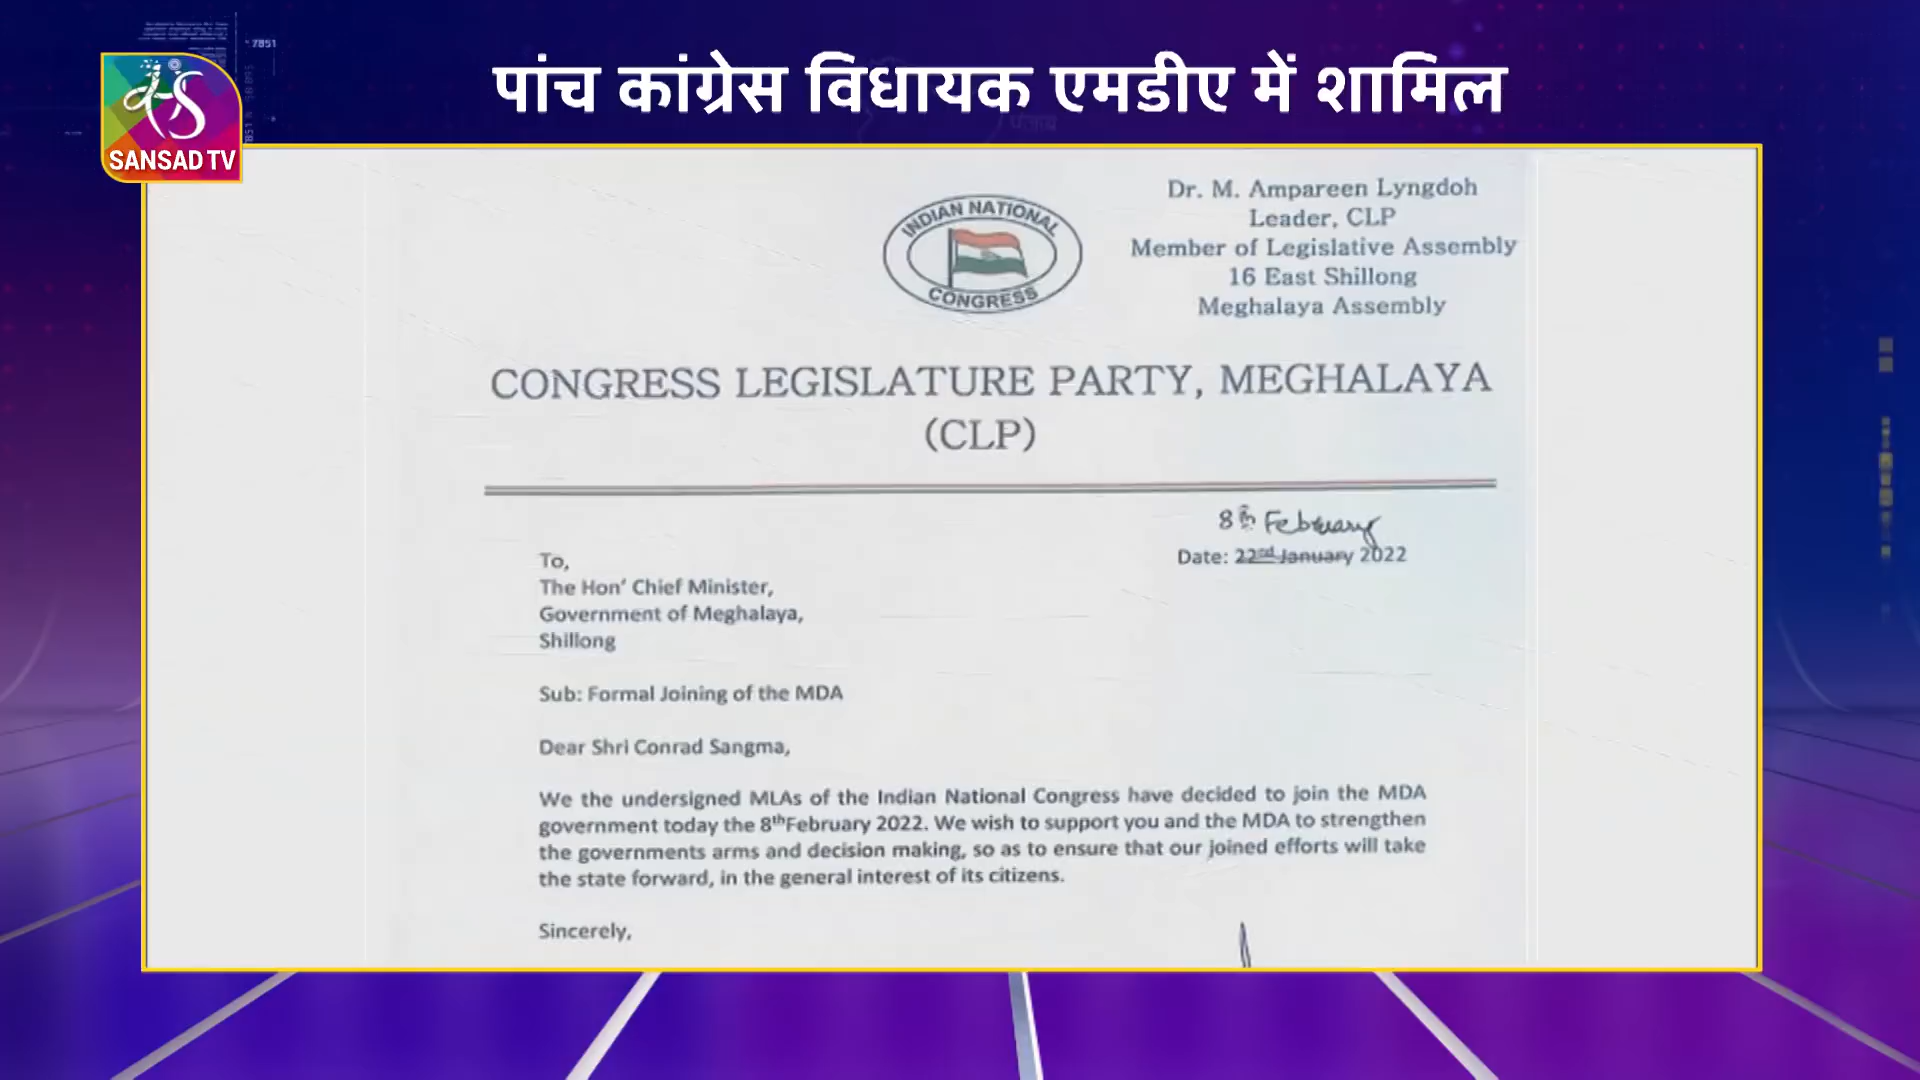 7851
SANSAD TV
पांच कांग्रेस विधायक एमडीए में शामिल
INDIAN NATIONAL
CONGRESS
Dr. M. Ampareen Lyngdoh
Leader, CLP
Member of Legislative Assembly
16 East Shillong
Meghalaya Assembly
CONGRESS LEGISLATURE PARTY, MEGHALAYA
(CLP)
8th February
Date: 22nd January 2022
To,
The Hon' Chief Minister,
Government of Meghalaya,
Shillong
Sub: Formal Joining of the MDA
Dear Shri Conrad Sangma,
We the undersigned MLAs of the Indian National Congress have decided to join the MDA
government today the 8thFebruary 2022. We wish to support you and the MDA to strengthen
the governments arms and decision making, so as to ensure that our joined efforts will take
the state forward, in the general interest of its citizens.
Sincerely,